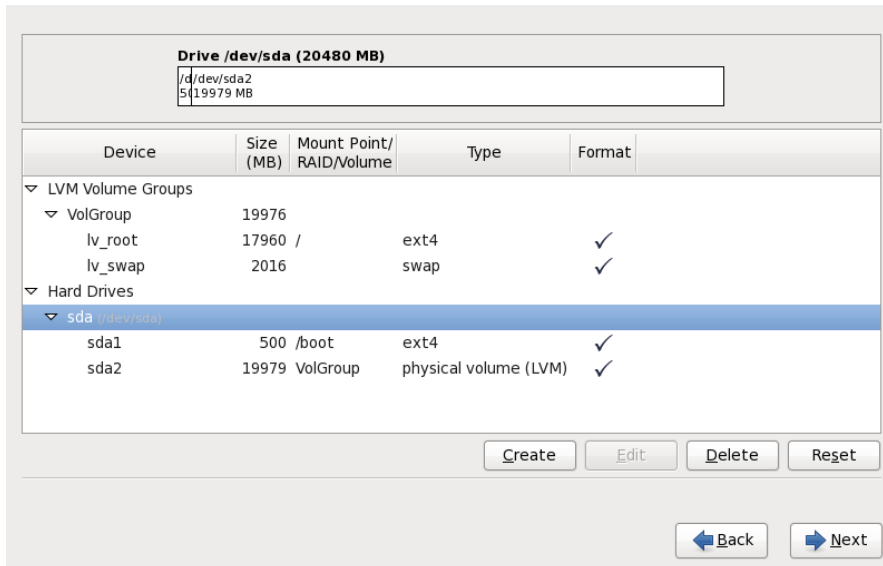 Drive /dev/sda (20480 MB)
/d /dev/sda2
50 19979 MB
Device Size (MB) Mount Point/ RAID/Volume Type Format
LVM Volume Groups
VolGroup 19976
lv_root 17960 / ext4 ✓
lv_swap 2016 swap ✓
Hard Drives
sda (/dev/sda)
sda1 500 /boot ext4 ✓
sda2 19979 VolGroup physical volume (LVM) ✓
Create Edit Delete Reset
Back Next